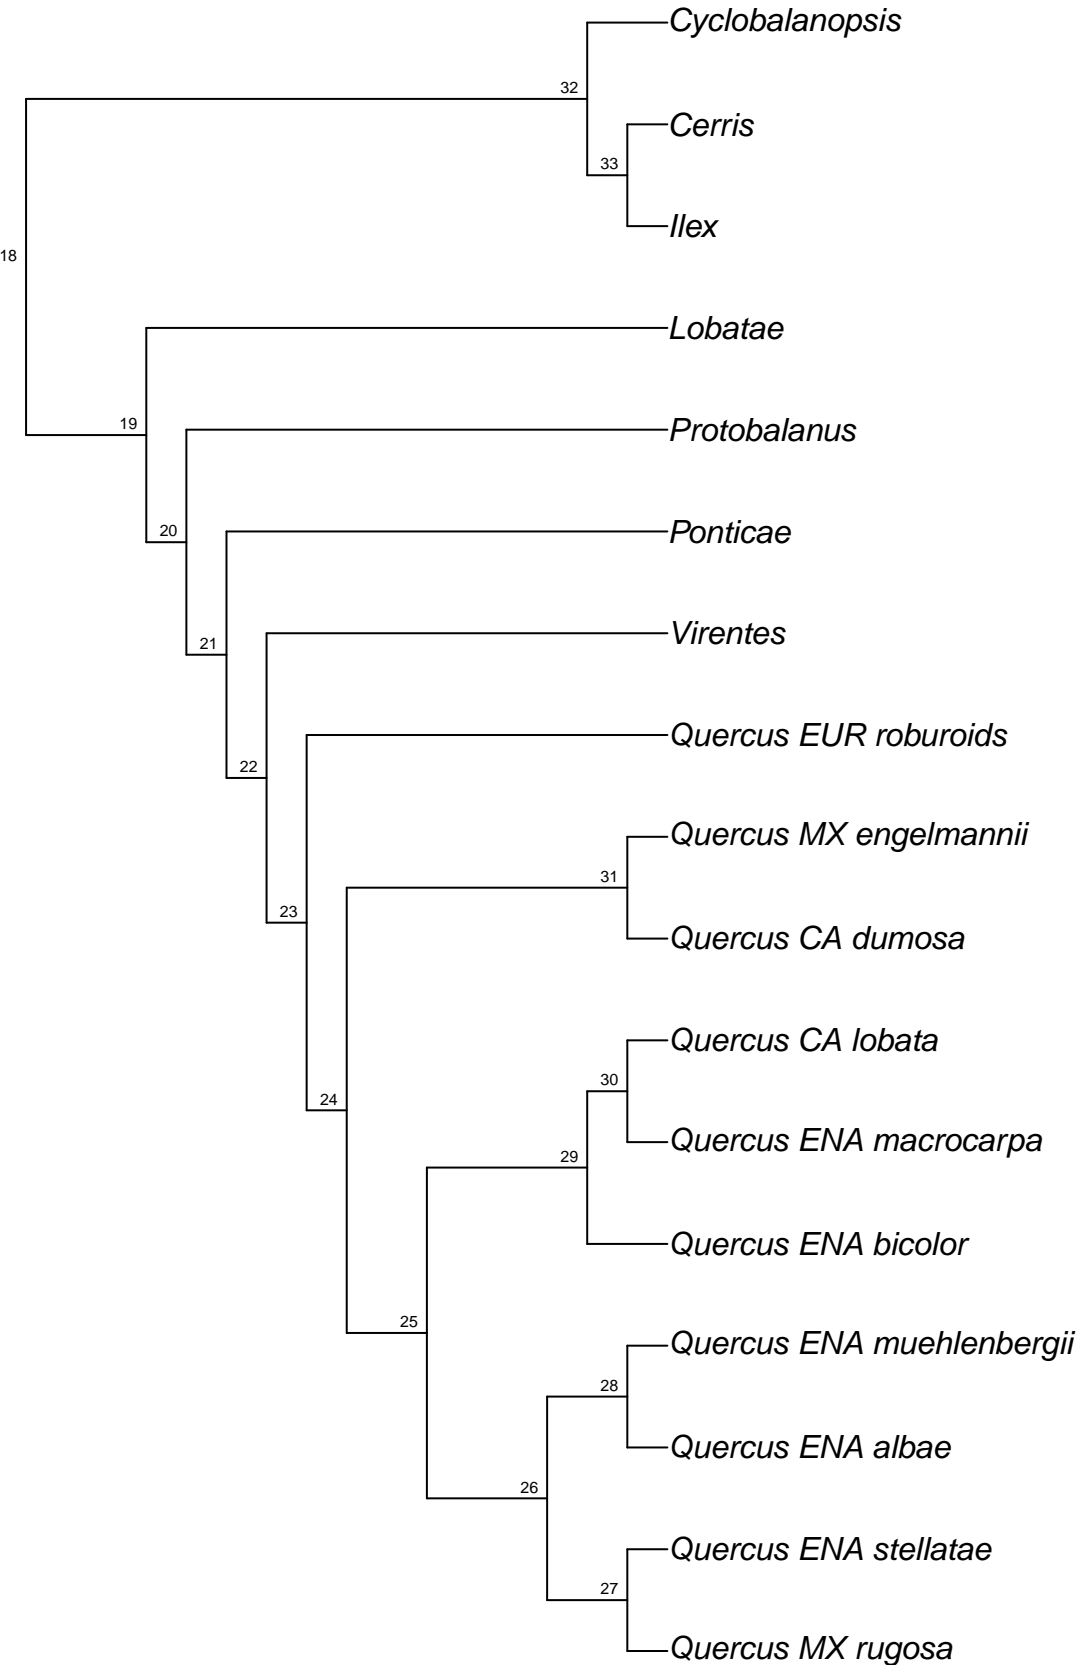 Cyclobalanopsis
32
Cerris
33
Ilex
18
Lobatae
19
Protobalanus
20
Ponticae
21
Virentes
22
Quercus EUR roburoids
Quercus MX engelmannii
31
23
Quercus CA dumosa
Quercus CA lobata
30
24
Quercus ENA macrocarpa
29
Quercus ENA bicolor
25
Quercus ENA muehlenbergii
28
Quercus ENA albae
26
Quercus ENA stellatae
27
Quercus MX rugosa